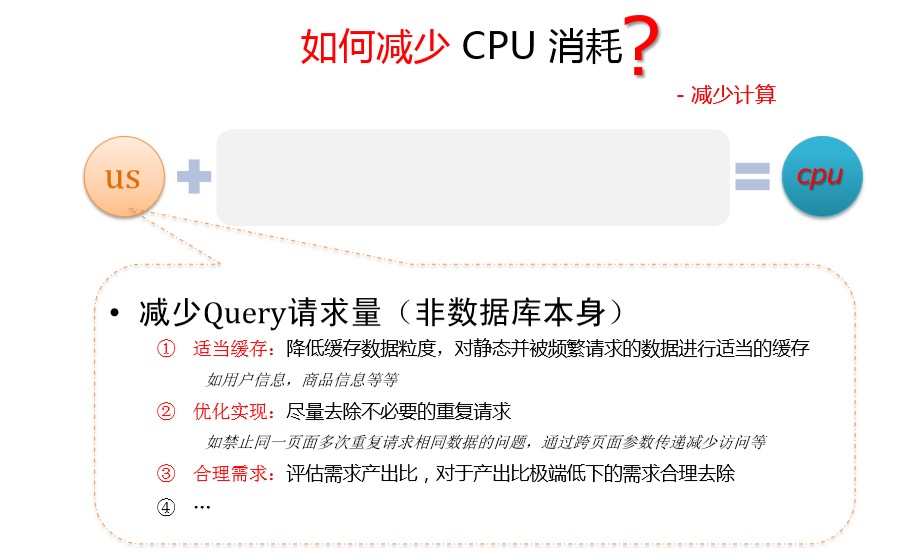 如何减少 CPU 消耗?
- 减少计算
us + = cpu
• 减少Query请求量（非数据库本身）
① 适当缓存：降低缓存数据粒度，对静态并被频繁请求的数据进行适当的缓存
如用户信息，商品信息等等
② 优化实现：尽量去除不必要的重复请求
如禁止同一页面多次重复请求相同数据的问题，通过跨页面参数传递减少访问等
③ 合理需求：评估需求产出比，对于产出比极端低下的需求合理去除
④ …